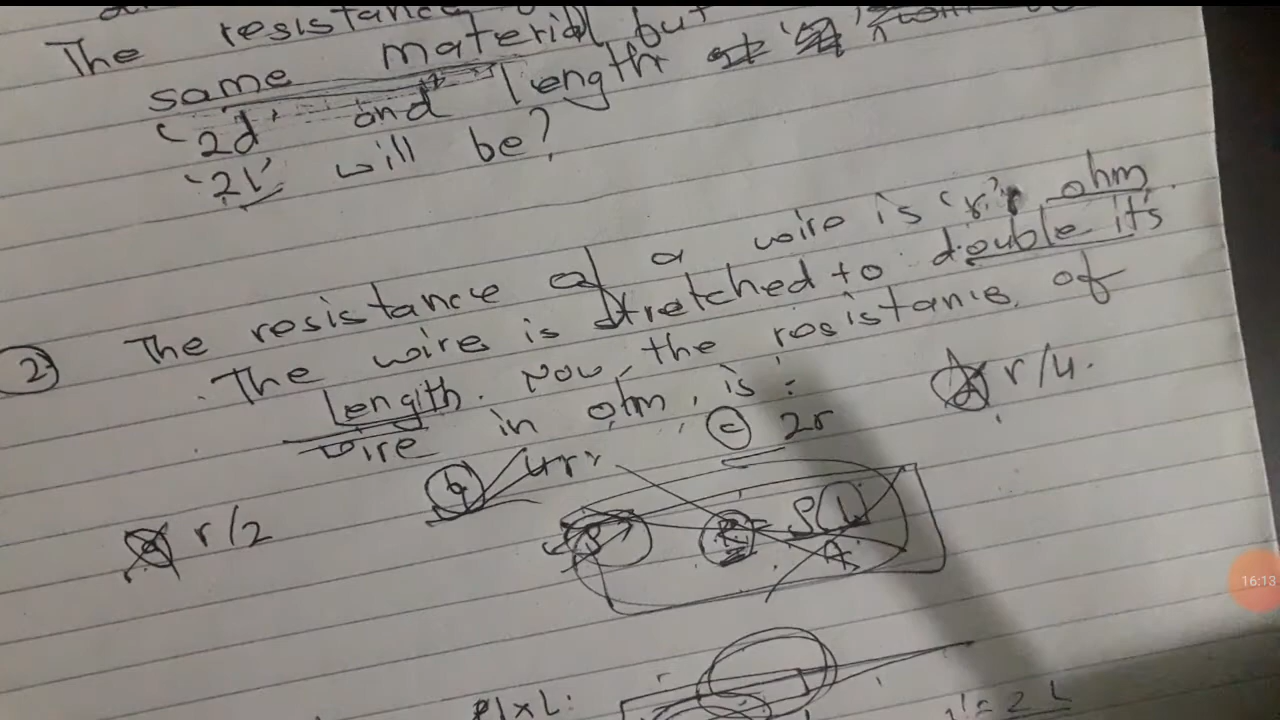 The resistance
same material but
'2d' and length
'2l' will be?
2) The resistance of a wire is 'r' ohm.
The wire is stretched to double it's
length. Now, the resistance of
wire in ohm, is :
a) r/2
b) 4r
c) 2r
r/4.
R = ρL
A
l' = 2L
16:13